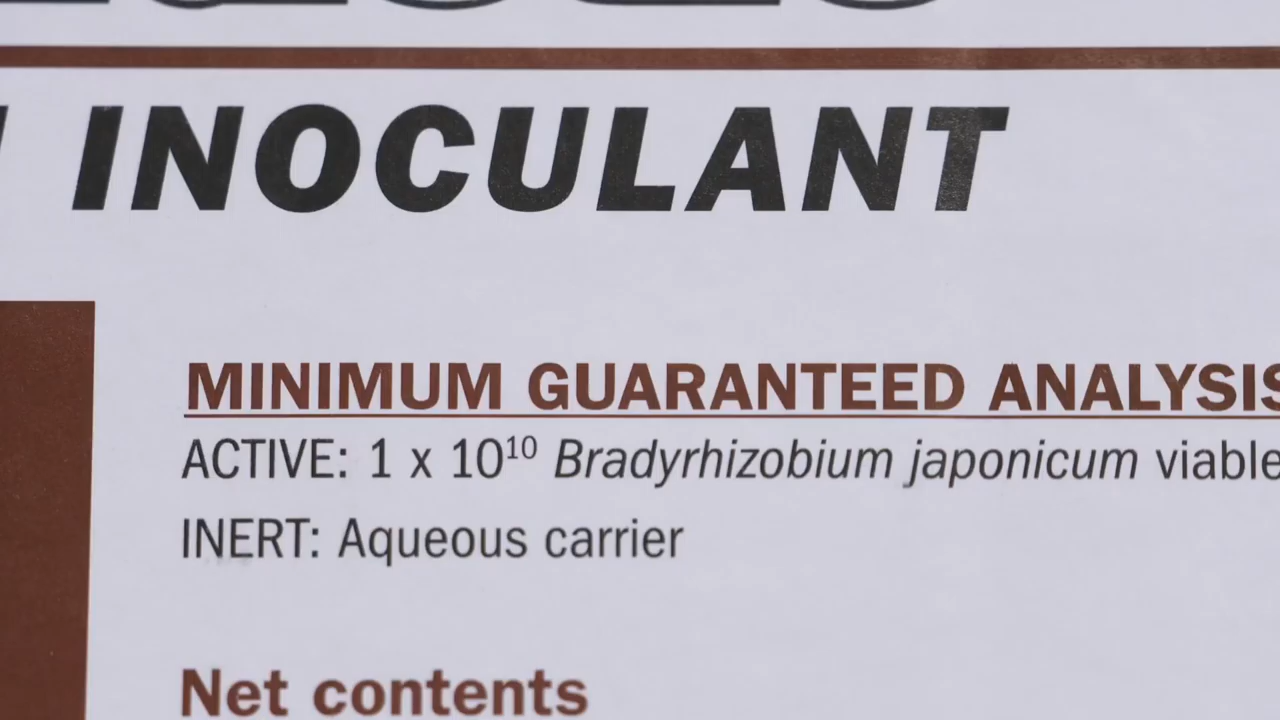 INOCULANT
MINIMUM GUARANTEED ANALYSIS
ACTIVE: 1 x 10¹⁰ Bradyrhizobium japonicum viable
INERT: Aqueous carrier
Net contents